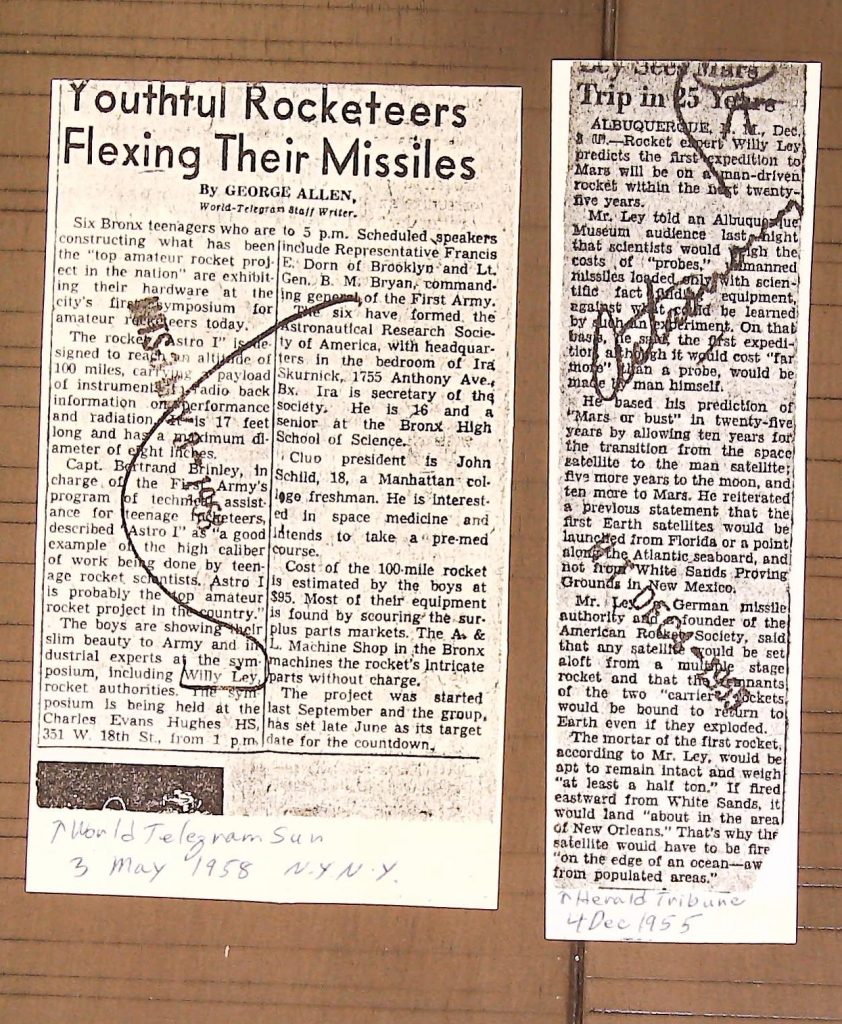 Youthful Rocketeers
Flexing Their Missiles
By GEORGE ALLEN,
World-Telegram Staff Writer.
Six Bronx teenagers who are
constructing what has been
the "top amateur rocket proj-
ect in the nation" are exhibit-
ing their hardware at the
city's first symposium for
amateur rocketeers today.
The rocket "Astro I" is de-
signed to reach an altitude of
100 miles, carrying a payload
of instruments to radio back
information on performance
and radiation. It is 17 feet
long and has a maximum di-
ameter of eight inches.
Capt. Bertrand Brinley, in
charge of the First Army's
program of technical assist-
ance for teenage rocketeers,
described "Astro I" as "a good
example of the high caliber
of work being done by teen-
age rocket scientists. Astro I
is probably the top amateur
rocket project in the country."
The boys are showing their
slim beauty to Army and in-
dustrial experts at the sym-
posium, including Willy Ley,
rocket authorities. The sym-
posium is being held at the
Charles Evans Hughes HS,
351 W. 18th St., from 1 p.m.
to 5 p.m. Scheduled speakers
include Representative Francis
E. Dorn of Brooklyn and Lt.
Gen. B. M. Bryan, command-
ing general of the First Army.
The six have formed the
Astronautical Research Socie-
ty of America, with headquar-
ters in the bedroom of Ira
Skurnick, 1755 Anthony Ave.,
Bx. Ira is secretary of the
society. He is 16 and a
senior at the Bronx High
School of Science.
Club president is John
Schild, 18, a Manhattan col-
lege freshman. He is interest-
ed in space medicine and
intends to take a pre-med
course.
Cost of the 100-mile rocket
is estimated by the boys at
$95. Most of their equipment
is found by scouring the sur-
plus parts markets. The A. &
L. Machine Shop in the Bronx
machines the rocket's intricate
parts without charge.
The project was started
last September and the group,
has set late June as its target
date for the countdown.
↑ World Telegram Sun
3 May 1958 N.Y N.Y.
Ley Sees Mars
Trip in 25 Years
ALBUQUERQUE, N. M., Dec.
3 (AP).—Rocket expert Willy Ley
predicts the first expedition to
Mars will be on a man-driven
rocket within the next twenty-
five years.
Mr. Ley told an Albuquerque
Museum audience last night
that scientists would weigh the
costs of "probes," unmanned
missiles loaded only with scien-
tific fact finding equipment,
against what could be learned
by such an experiment. On that
basis, he said, the first expedi-
tion, although it would cost "far
more" than a probe, would be
made by man himself.
He based his prediction of
"Mars or bust" in twenty-five
years by allowing ten years for
the transition from the space
satellite to the man satellite;
five more years to the moon, and
ten more to Mars. He reiterated
a previous statement that the
first Earth satellites would be
launched from Florida or a point
along the Atlantic seaboard, and
not from White Sands Proving
Grounds in New Mexico.
Mr. Ley, a German missile
authority and founder of the
American Rocket Society, said
that any satellite would be set
aloft from a multiple stage
rocket and that the remnants
of the two "carrier" rockets
would be bound to return to
Earth even if they exploded.
The mortar of the first rocket,
according to Mr. Ley, would be
apt to remain intact and weigh
"at least a half ton." If fired
eastward from White Sands, it
would land "about in the area
of New Orleans." That's why the
satellite would have to be fire
"on the edge of an ocean—aw
from populated areas."
↑ Herald Tribune
4 Dec 1955